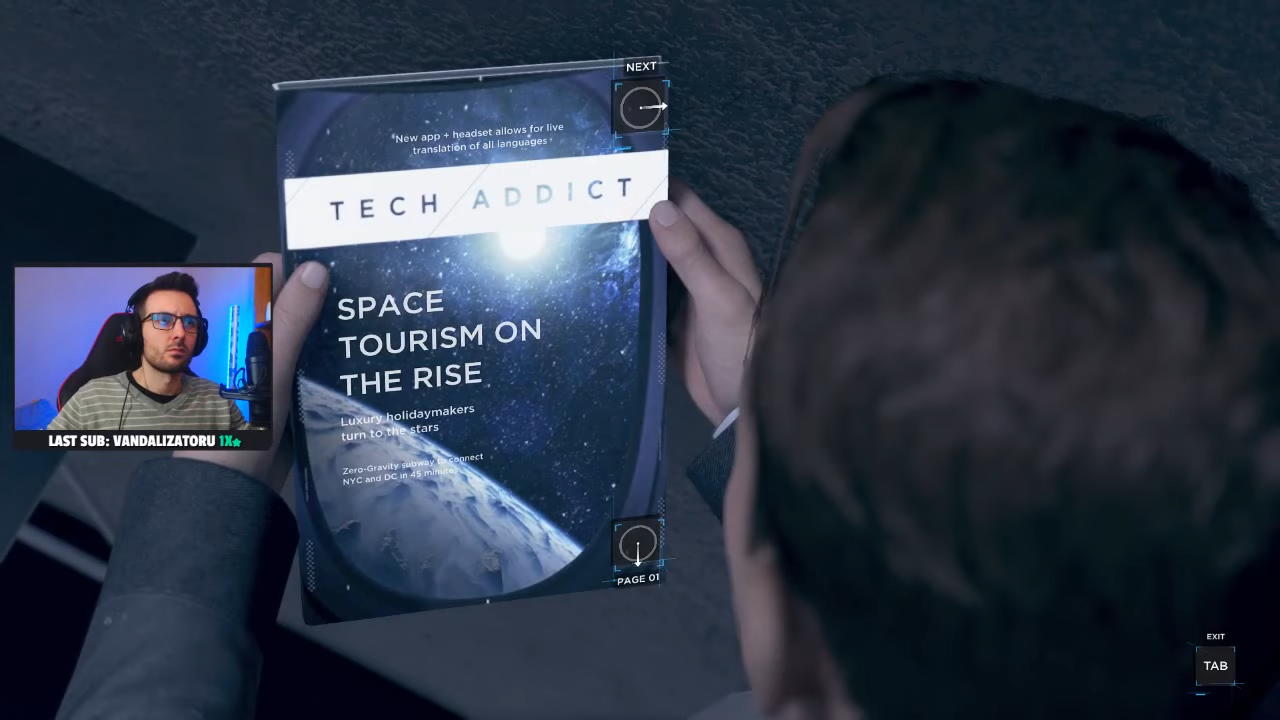 NEXT
New app + headset allows for live
translation of all languages
TECH ADDICT
SPACE
TOURISM ON
THE RISE
Luxury holidaymakers
turn to the stars
Zero-Gravity subway to connect
NYC and DC in 45 minutes
PAGE 01
LAST SUB: VANDALIZATORU 1X
EXIT
TAB